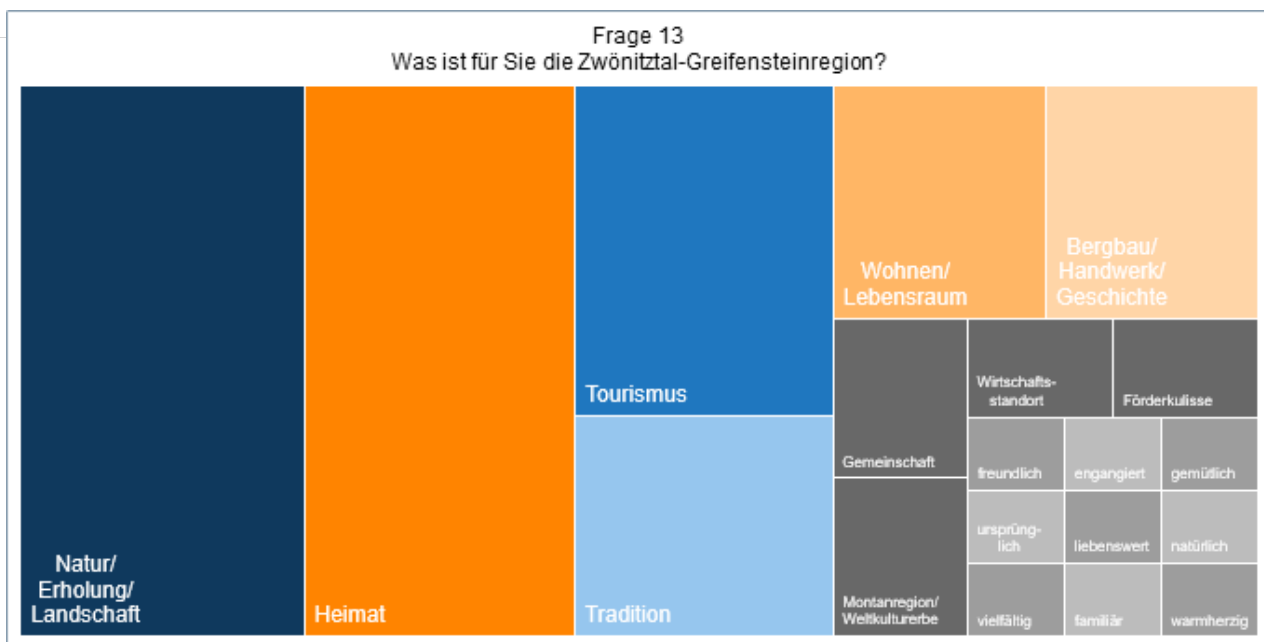 Frage 13
Was ist für Sie die Zwönitztal-Greifensteinregion?
Natur/
Erholung/
Landschaft
Heimat
Tourismus
Tradition
Wohnen/
Lebensraum
Bergbau/
Handwerk/
Geschichte
Gemeinschaft
Montanregion/
Weltkulturerbe
Wirtschafts-
standort
Förderkulisse
freundlich
engangiert
gemütlich
ursprüng-
lich
liebenswert
natürlich
vielfältig
familiär
warmherzig